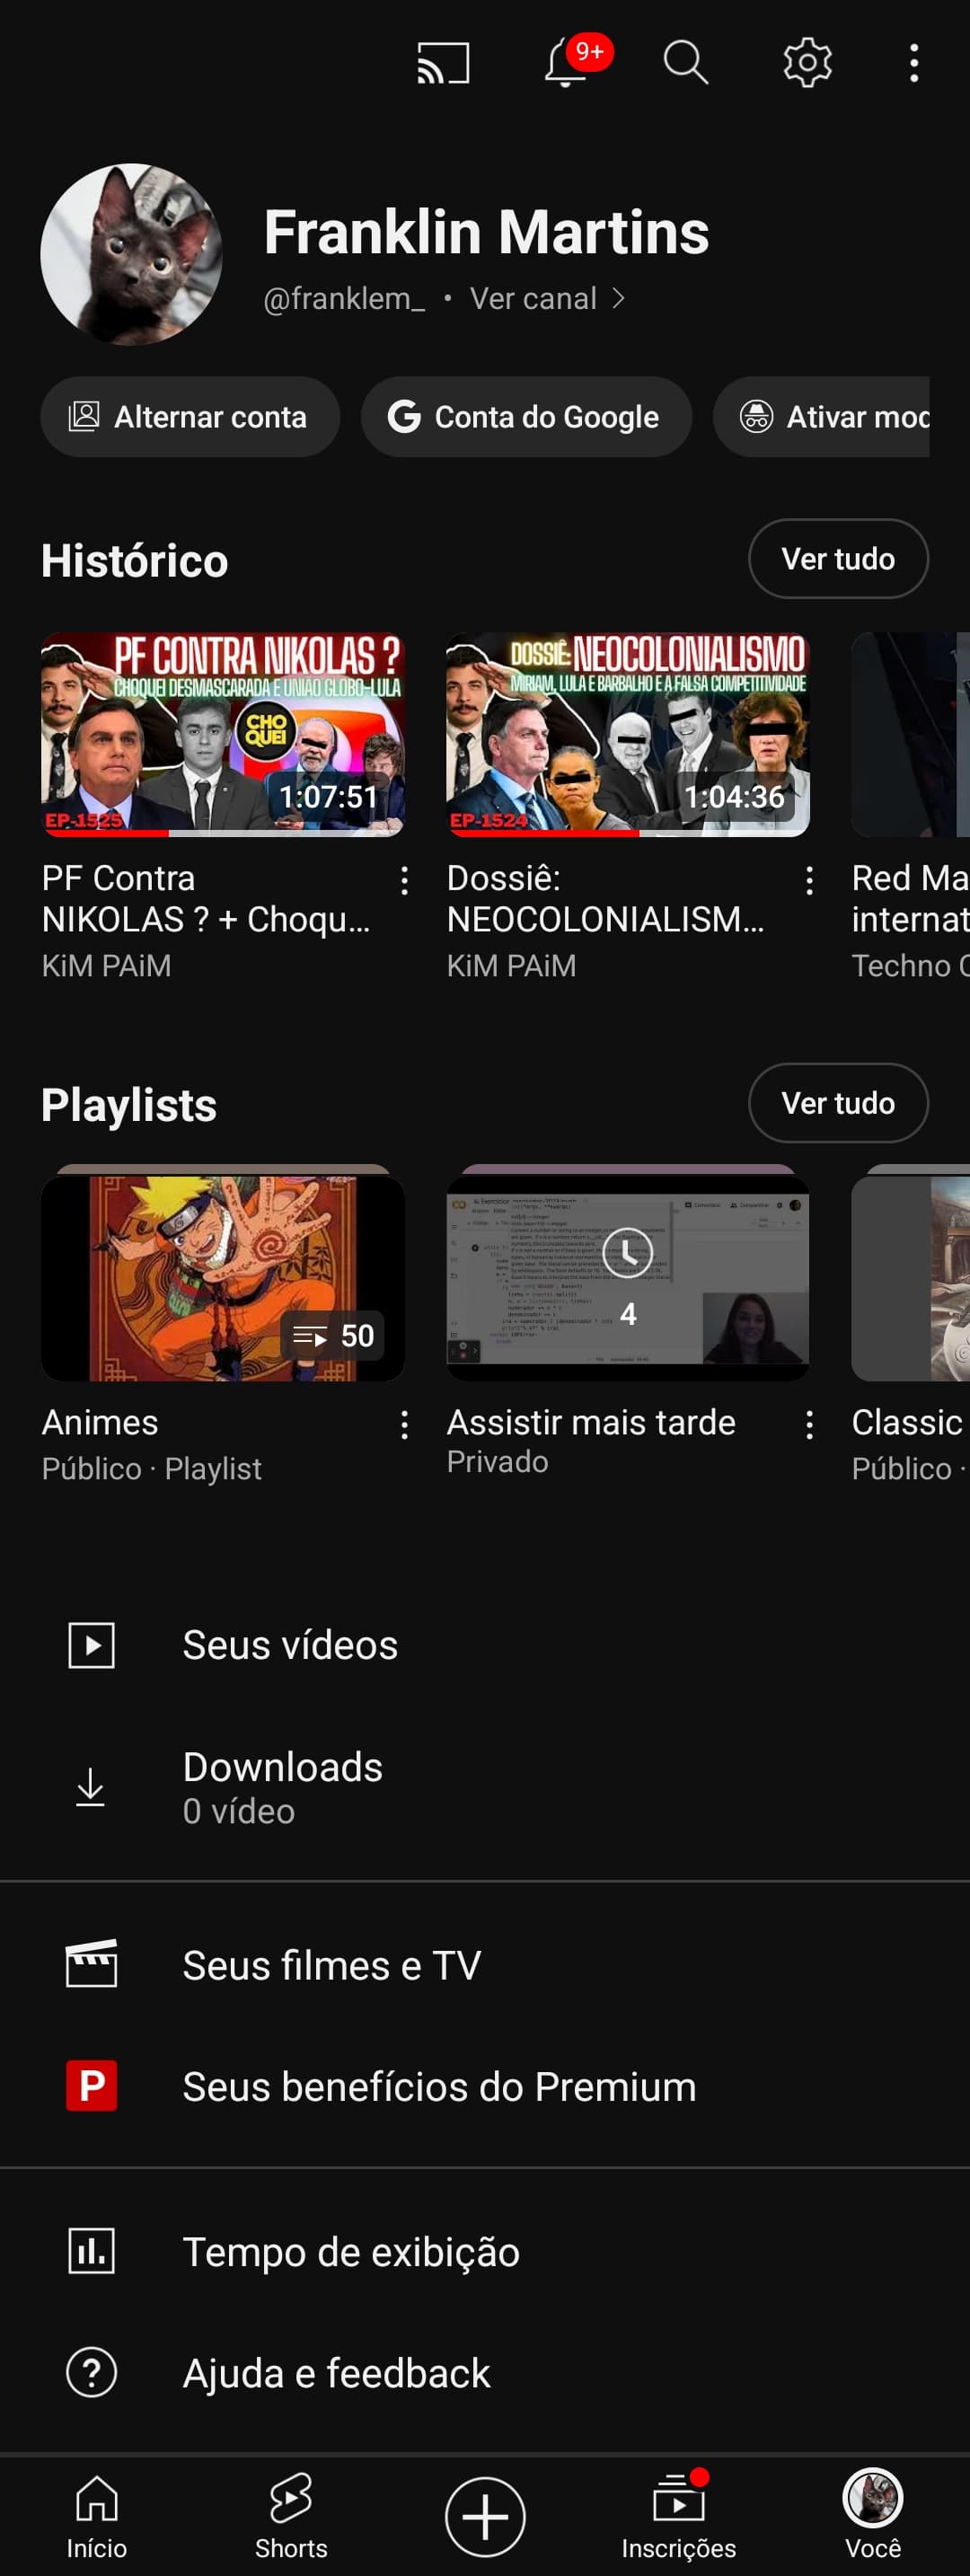 9+
Franklin Martins
@franklem_ • Ver canal
Alternar conta
Conta do Google
Ativar mod
Histórico
Ver tudo
PF CONTRA NIKOLAS ?
CHOQUEI DESMASCARADA E UNIÃO GLOBO-LULA
CHO
QUEI
1:07:51
EP-1525
DOSSIÊ: NEOCOLONIALISMO
MIRIAM, LULA E BARBALHO E A FALSA COMPETITIVIDADE
1:04:36
EP-1524
PF Contra
NIKOLAS ? + Choqu...
KiM PAiM
Dossiê:
NEOCOLONIALISM...
KiM PAiM
Red Ma
internat
Techno
Playlists
Ver tudo
50
4
Animes
Público · Playlist
Assistir mais tarde
Privado
Classic
Público ·
Seus vídeos
Downloads
0 vídeo
Seus filmes e TV
P
Seus benefícios do Premium
Tempo de exibição
Ajuda e feedback
Início
Shorts
Inscrições
Você